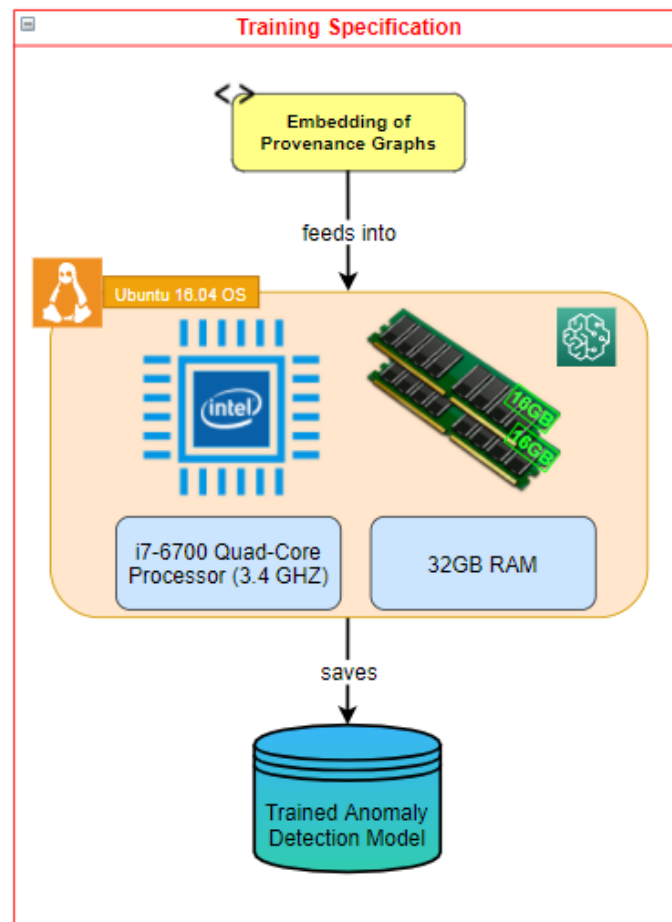 Training Specification
< >
Embedding of
Provenance Graphs
feeds into
Ubuntu 16.04 OS
intel
16GB
16GB
i7-6700 Quad-Core
Processor (3.4 GHZ)
32GB RAM
saves
Trained Anomaly
Detection Model